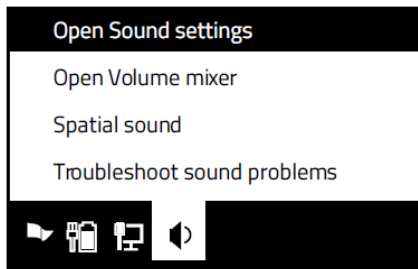 Open Sound settings
Open Volume mixer
Spatial sound
Troubleshoot sound problems